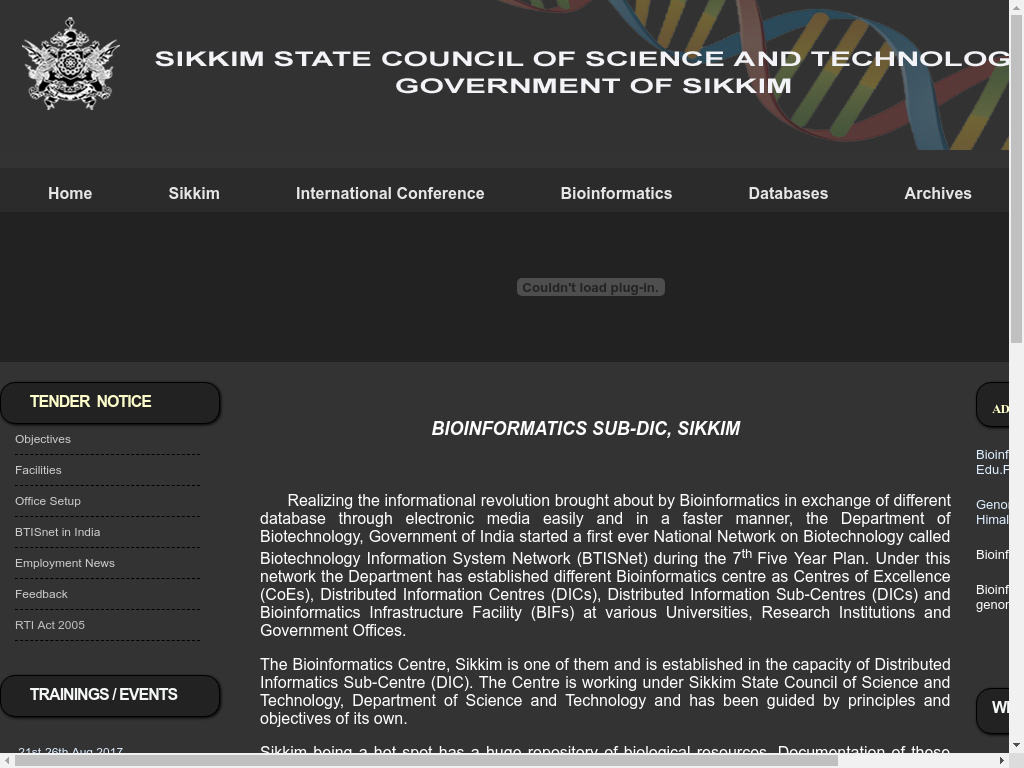 SIKKIM STATE COUNCIL OF SCIENCE AND TECHNOLOG
GOVERNMENT OF SIKKIM
Home
Sikkim
International Conference
Bioinformatics
Databases
Archives
Couldn't load plug-in.
TENDER NOTICE
Objectives
Facilities
Office Setup
BTISnet in India
Employment News
Feedback
RTI Act 2005
TRAININGS / EVENTS
21st-26th Aug 2017
BIOINFORMATICS SUB-DIC, SIKKIM
Realizing the informational revolution brought about by Bioinformatics in exchange of different
database through electronic media easily and in a faster manner, the Department of
Biotechnology, Government of India started a first ever National Network on Biotechnology called
Biotechnology Information System Network (BTISNet) during the 7th Five Year Plan. Under this
network the Department has established different Bioinformatics centre as Centres of Excellence
(CoEs), Distributed Information Centres (DICs), Distributed Information Sub-Centres (DICs) and
Bioinformatics Infrastructure Facility (BIFs) at various Universities, Research Institutions and
Government Offices.
The Bioinformatics Centre, Sikkim is one of them and is established in the capacity of Distributed
Informatics Sub-Centre (DIC). The Centre is working under Sikkim State Council of Science and
Technology, Department of Science and Technology and has been guided by principles and
objectives of its own.
Sikkim being a hot spot has a huge repository of biological resources. Documentation of these
AD
Bioinf
Edu.P
Geno
Himal
Bioinf
Bioinf
geno